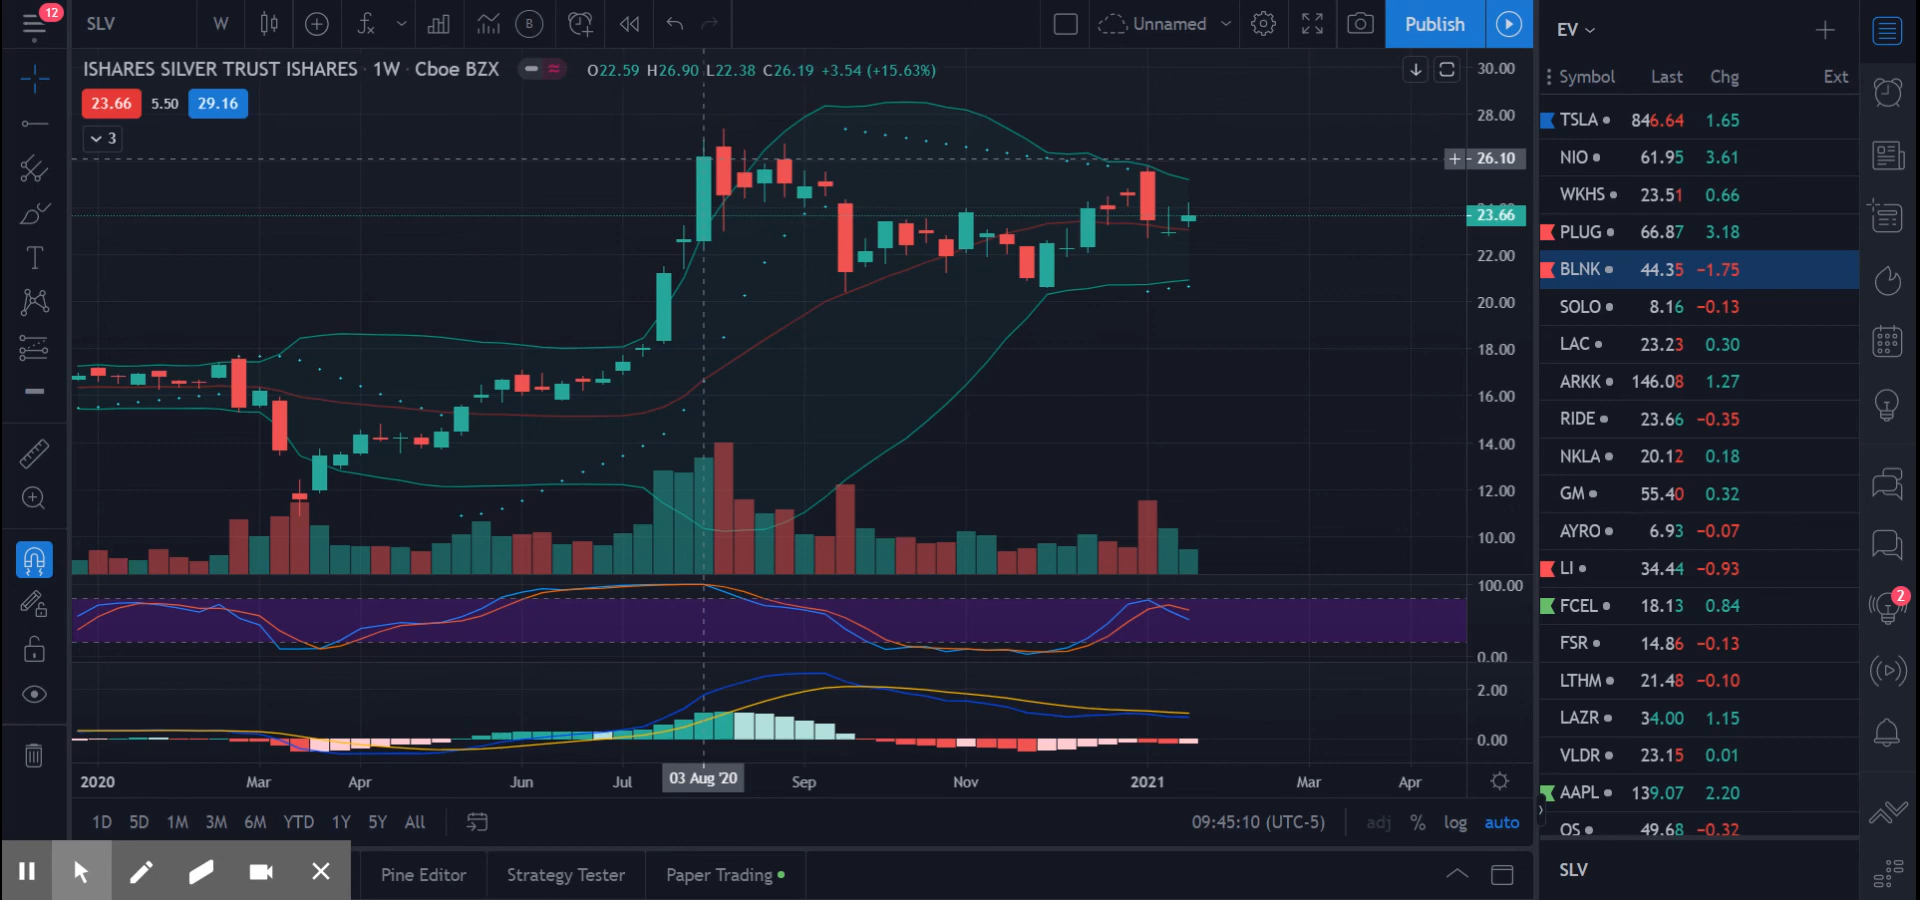 12
SLV
W
B
Unnamed
Publish
EV
ISHARES SILVER TRUST ISHARES · 1W · Cboe BZX
O22.59 H26.90 L22.38 C26.19 +3.54 (+15.63%)
23.66 5.50 29.16
3
30.00
28.00
26.10
23.66
22.00
20.00
18.00
16.00
14.00
12.00
10.00
100.00
0.00
2.00
0.00
2020 Mar Apr Jun Jul 03 Aug '20 Sep Nov 2021 Mar Apr
1D 5D 1M 3M 6M YTD 1Y 5Y All
09:45:10 (UTC-5) adj % log auto
Pine Editor Strategy Tester Paper Trading
Symbol Last Chg Ext
TSLA 846.64 1.65
NIO 61.95 3.61
WKHS 23.51 0.66
PLUG 66.87 3.18
BLNK 44.35 −1.75
SOLO 8.16 −0.13
LAC 23.23 0.30
ARKK 146.08 1.27
RIDE 23.66 −0.35
NKLA 20.12 0.18
GM 55.40 0.32
AYRO 6.93 −0.07
LI 34.44 −0.93
FCEL 18.13 0.84
FSR 14.86 −0.13
LTHM 21.48 −0.10
LAZR 34.00 1.15
VLDR 23.15 0.01
AAPL 139.07 2.20
QS 49.68 −0.32
SLV
2